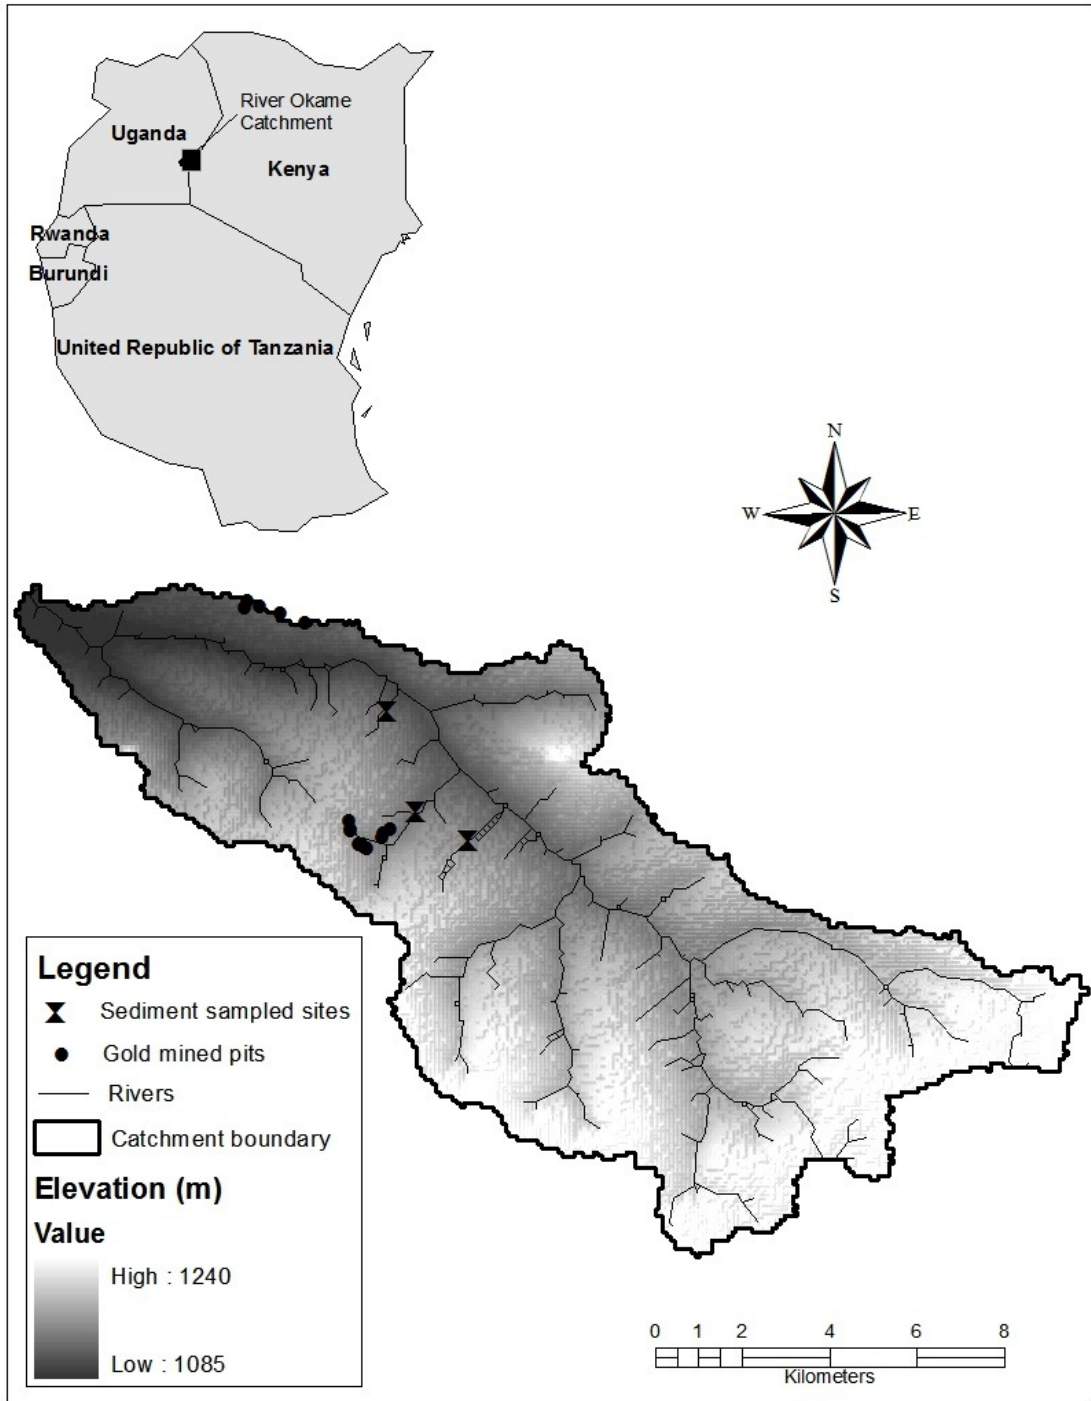 River Okame
Catchment
Uganda
Kenya
Rwanda
Burundi
United Republic of Tanzania
N
W
E
S
Legend
Sediment sampled sites
Gold mined pits
Rivers
Catchment boundary
Elevation (m)
Value
High : 1240
Low : 1085
0 1 2 4 6 8
Kilometers